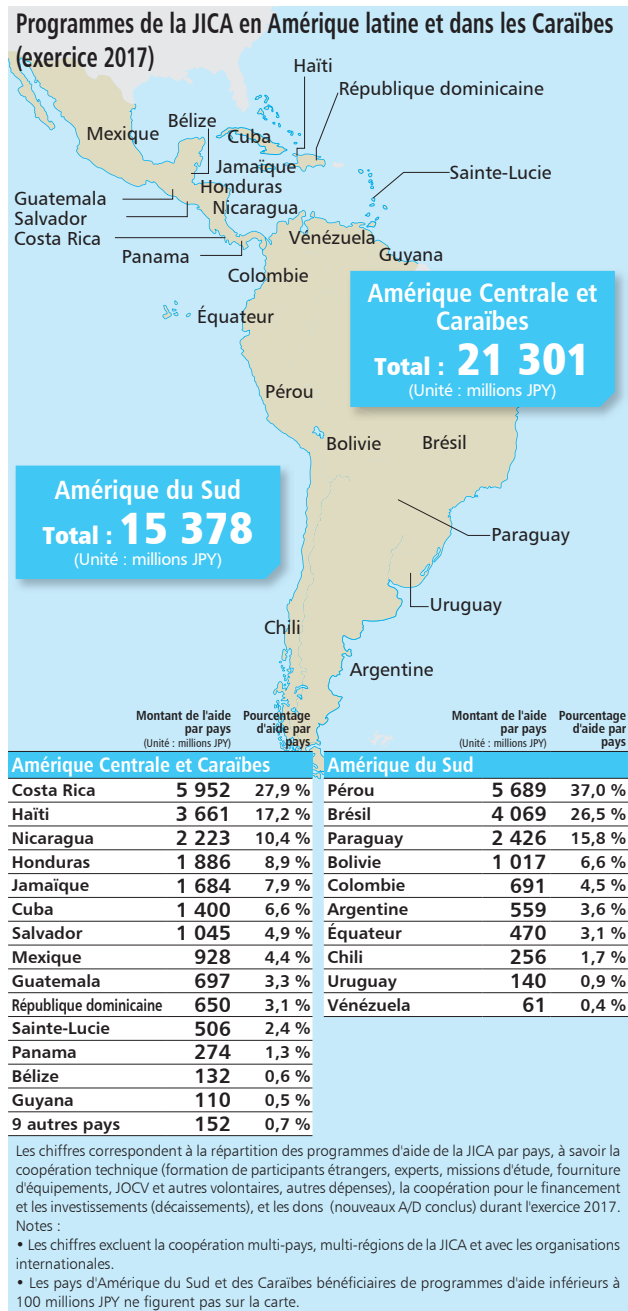 Programmes de la JICA en Amérique latine et dans les Caraïbes
(exercice 2017)
Haïti
République dominicaine
Bélize
Mexique
Cuba
Jamaïque
Sainte-Lucie
Honduras
Guatemala
Nicaragua
Salvador
Costa Rica
Vénézuela
Panama
Guyana
Colombie
Amérique Centrale et
Caraïbes
Total : 21 301
(Unité : millions JPY)
Équateur
Pérou
Bolivie
Brésil
Amérique du Sud
Total : 15 378
(Unité : millions JPY)
Paraguay
Uruguay
Chili
Argentine
Montant de l'aide
par pays
(Unité : millions JPY)
Pourcentage
d'aide par
pays
Montant de l'aide
par pays
(Unité : millions JPY)
Pourcentage
d'aide par
pays
Amérique Centrale et Caraïbes
Costa Rica 5 952 27,9 %
Haïti 3 661 17,2 %
Nicaragua 2 223 10,4 %
Honduras 1 886 8,9 %
Jamaïque 1 684 7,9 %
Cuba 1 400 6,6 %
Salvador 1 045 4,9 %
Mexique 928 4,4 %
Guatemala 697 3,3 %
République dominicaine 650 3,1 %
Sainte-Lucie 506 2,4 %
Panama 274 1,3 %
Bélize 132 0,6 %
Guyana 110 0,5 %
9 autres pays 152 0,7 %
Amérique du Sud
Pérou 5 689 37,0 %
Brésil 4 069 26,5 %
Paraguay 2 426 15,8 %
Bolivie 1 017 6,6 %
Colombie 691 4,5 %
Argentine 559 3,6 %
Équateur 470 3,1 %
Chili 256 1,7 %
Uruguay 140 0,9 %
Vénézuela 61 0,4 %
Les chiffres correspondent à la répartition des programmes d'aide de la JICA par pays, à savoir la
coopération technique (formation de participants étrangers, experts, missions d'étude, fourniture
d'équipements, JOCV et autres volontaires, autres dépenses), la coopération pour le financement
et les investissements (décaissements), et les dons (nouveaux A/D conclus) durant l'exercice 2017.
Notes :
• Les chiffres excluent la coopération multi-pays, multi-régions de la JICA et avec les organisations
internationales.
• Les pays d'Amérique du Sud et des Caraïbes bénéficiaires de programmes d'aide inférieurs à
100 millions JPY ne figurent pas sur la carte.